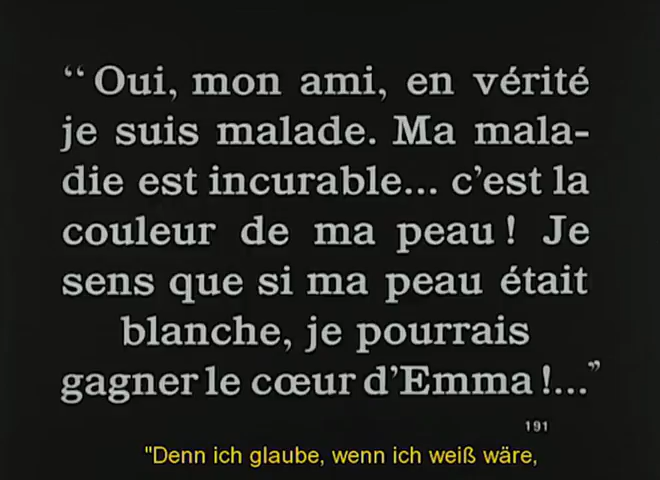 “ Oui, mon ami, en vérité
je suis malade. Ma mala-
die est incurable... c'est la
couleur de ma peau ! Je
sens que si ma peau était
blanche, je pourrais
gagner le cœur d'Emma !...”
191
"Denn ich glaube, wenn ich weiß wäre,